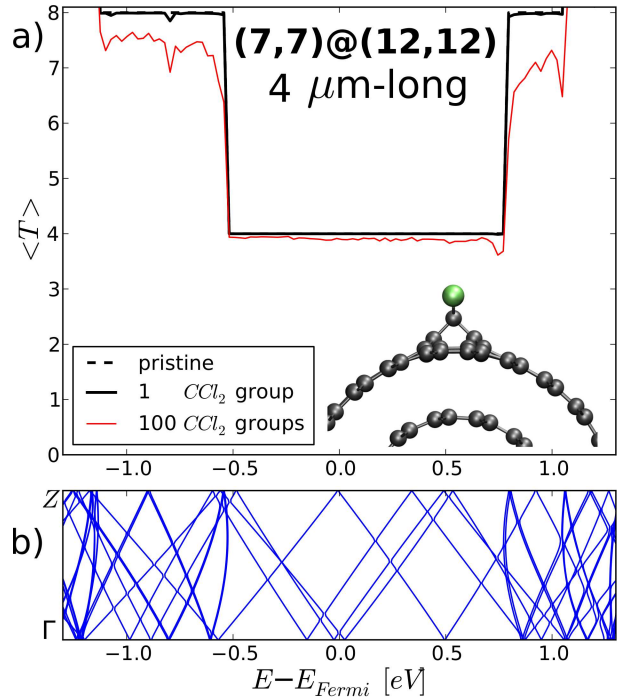 a)
(7,7)@(12,12)
4 μm-long
<T>
8
7
6
5
4
3
2
1
0
pristine
1 CCl₂ group
100 CCl₂ groups
−1.0 −0.5 0.0 0.5 1.0
b)
Z
Γ
−1.0 −0.5 0.0 0.5 1.0
E−E_Fermi [eV]